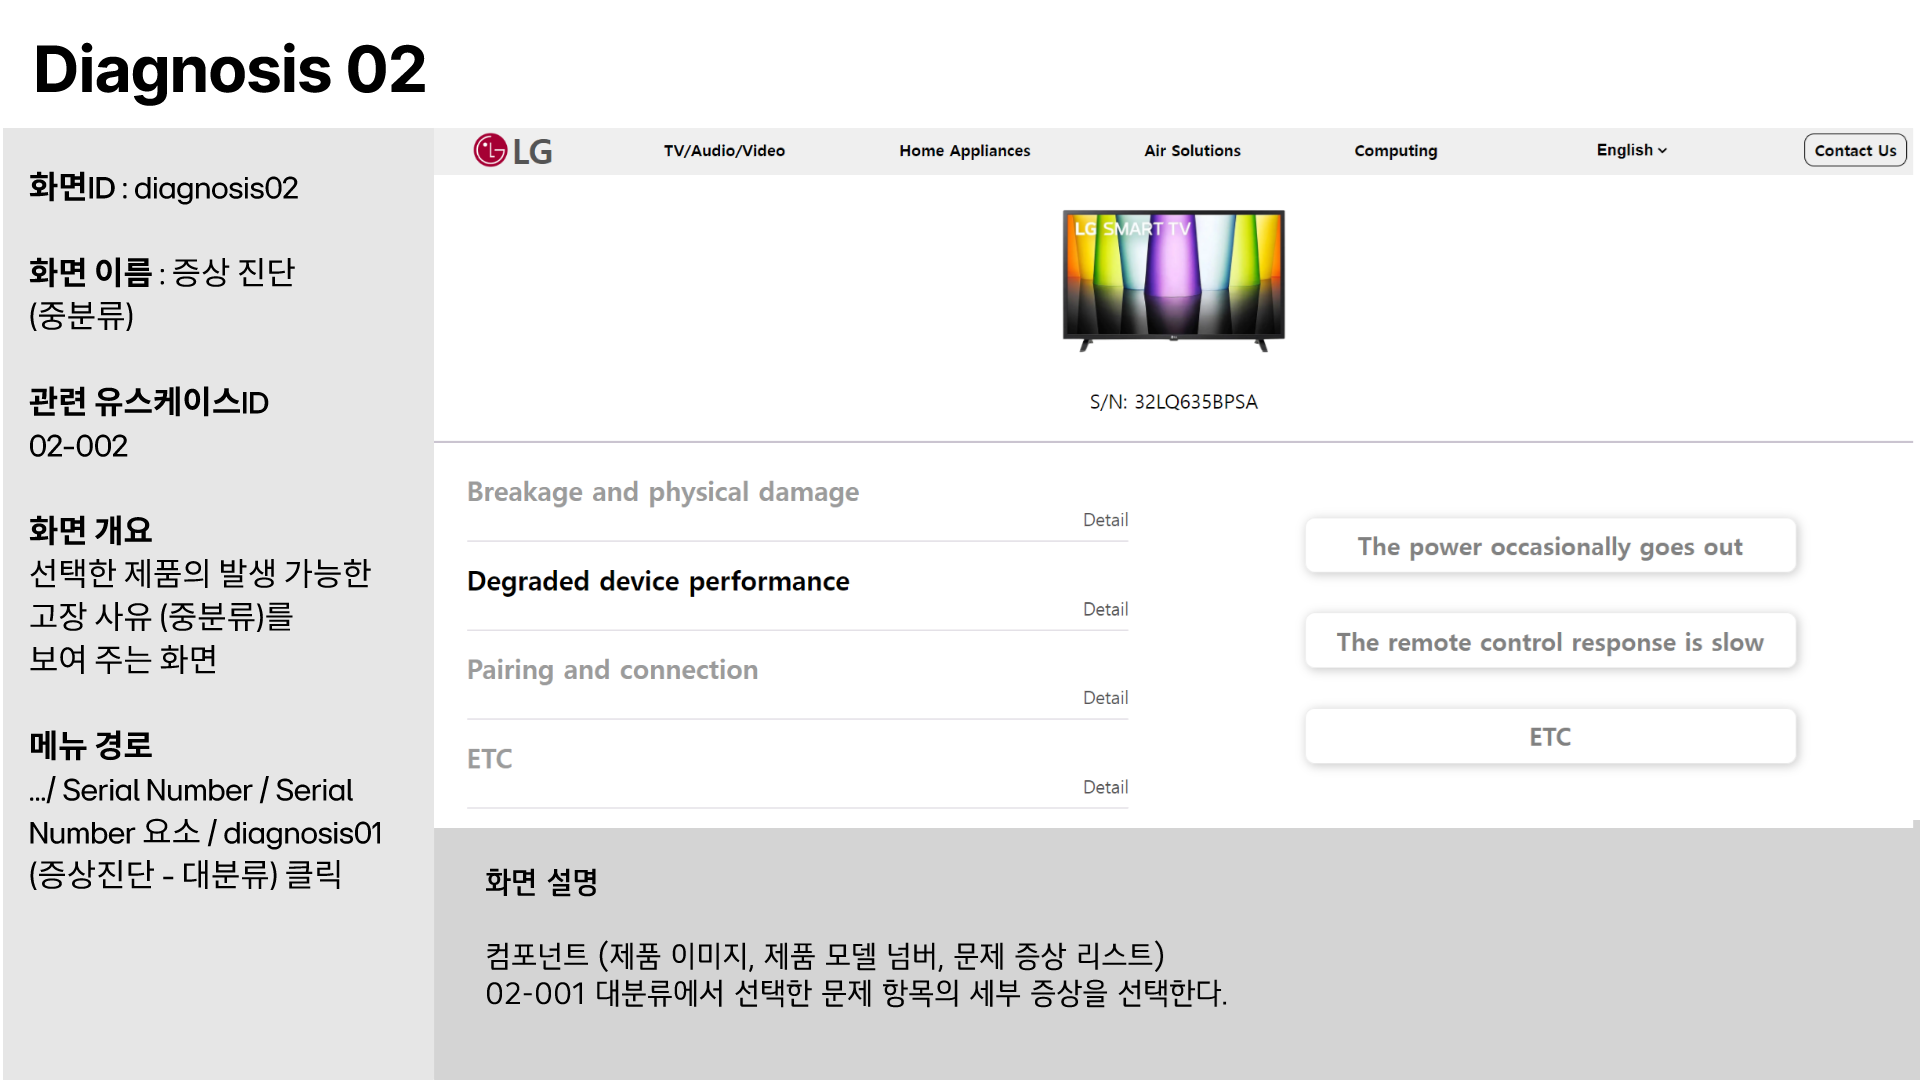 Diagnosis 02
화면ID : diagnosis02
화면 이름 : 증상 진단
(중분류)
관련 유스케이스ID
02-002
화면 개요
선택한 제품의 발생 가능한
고장 사유 (중분류)를
보여 주는 화면
메뉴 경로
.../ Serial Number / Serial
Number 요소 / diagnosis01
(증상진단 - 대분류) 클릭
LG TV/Audio/Video Home Appliances Air Solutions Computing English Contact Us
LG SMART TV
S/N: 32LQ635BPSA
Breakage and physical damage
Detail
Degraded device performance
Detail
Pairing and connection
Detail
ETC
Detail
The power occasionally goes out
The remote control response is slow
ETC
화면 설명
컴포넌트 (제품 이미지, 제품 모델 넘버, 문제 증상 리스트)
02-001 대분류에서 선택한 문제 항목의 세부 증상을 선택한다.